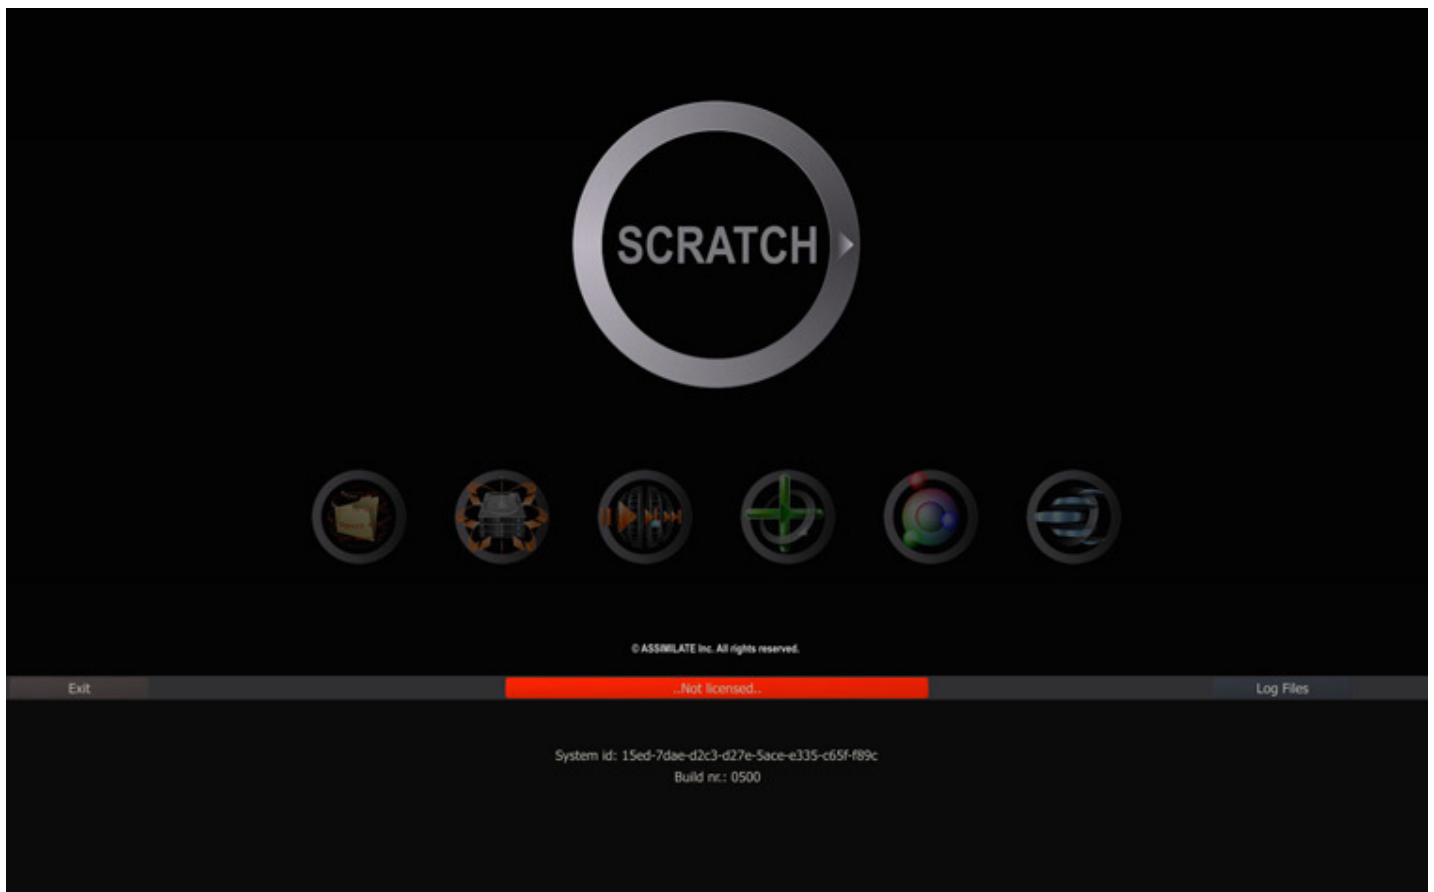 SCRATCH
© ASSIMILATE Inc. All rights reserved.
Exit
..Not licensed..
Log Files
System id: 15ed-7dae-d2c3-d27e-5ace-e335-c65f-f89c
Build nr.: 0500